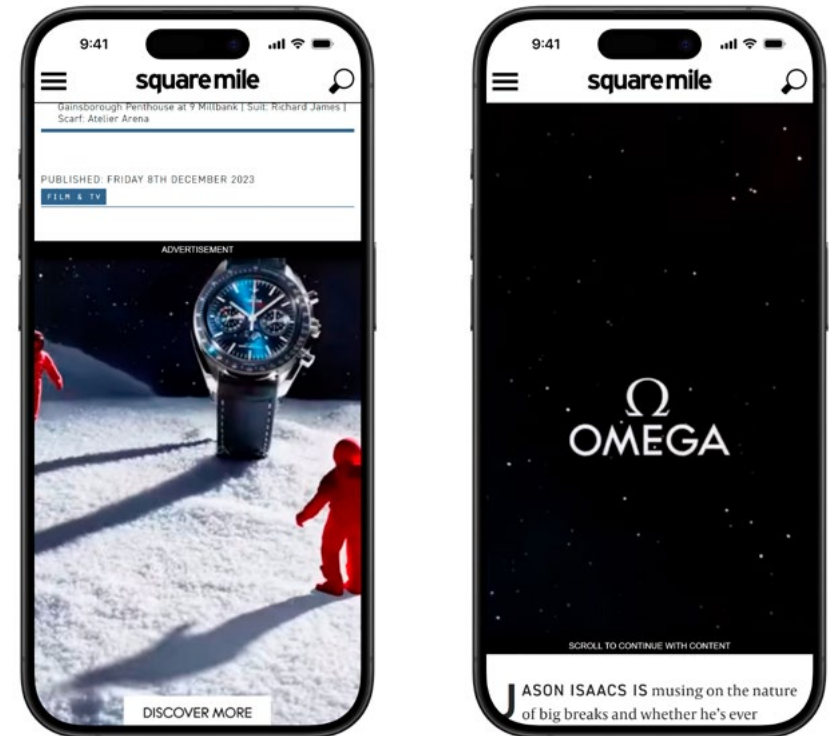 9:41
square mile
Gainsborough Penthouse at 9 Millbank | Suit: Richard James |
Scarf: Atelier Arena
PUBLISHED: FRIDAY 8TH DECEMBER 2023
FILM & TV
ADVERTISEMENT
DISCOVER MORE
9:41
square mile
Ω
OMEGA
SCROLL TO CONTINUE WITH CONTENT
JASON ISAACS IS musing on the nature
of big breaks and whether he's ever